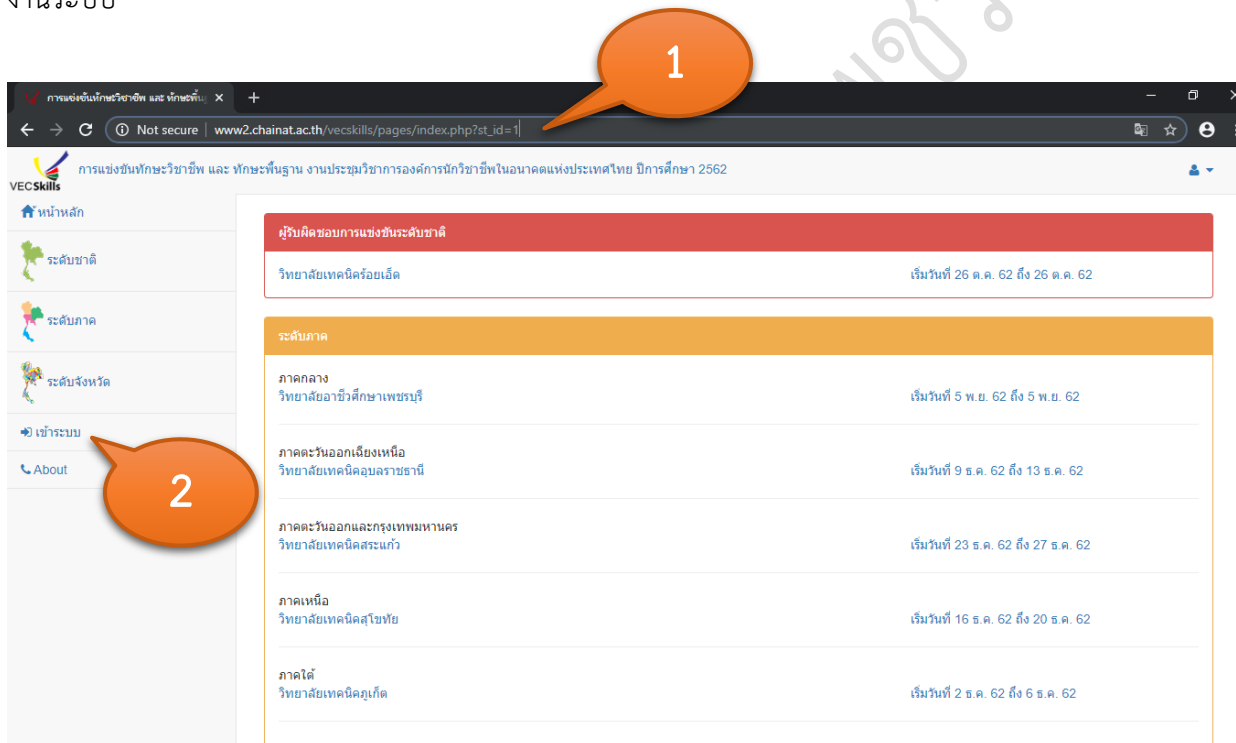 งานระบบ
1
การแข่งขันทักษะวิชาชีพ และ ทักษะพื้นฐ
Not secure | www2.chainat.ac.th/vecskills/pages/index.php?st_id=1
VECSkills
การแข่งขันทักษะวิชาชีพ และ ทักษะพื้นฐาน งานประชุมวิชาการองค์การนักวิชาชีพในอนาคตแห่งประเทศไทย ปีการศึกษา 2562
หน้าหลัก
ระดับชาติ
ระดับภาค
ระดับจังหวัด
เข้าระบบ
About
2
ผู้รับผิดชอบการแข่งขันระดับชาติ
วิทยาลัยเทคนิคร้อยเอ็ด เริ่มวันที่ 26 ต.ค. 62 ถึง 26 ต.ค. 62
ระดับภาค
ภาคกลาง
วิทยาลัยอาชีวศึกษาเพชรบุรี เริ่มวันที่ 5 พ.ย. 62 ถึง 5 พ.ย. 62
ภาคตะวันออกเฉียงเหนือ
วิทยาลัยเทคนิคอุบลราชธานี เริ่มวันที่ 9 ธ.ค. 62 ถึง 13 ธ.ค. 62
ภาคตะวันออกและกรุงเทพมหานคร
วิทยาลัยเทคนิคสระแก้ว เริ่มวันที่ 23 ธ.ค. 62 ถึง 27 ธ.ค. 62
ภาคเหนือ
วิทยาลัยเทคนิคสุโขทัย เริ่มวันที่ 16 ธ.ค. 62 ถึง 20 ธ.ค. 62
ภาคใต้
วิทยาลัยเทคนิคภูเก็ต เริ่มวันที่ 2 ธ.ค. 62 ถึง 6 ธ.ค. 62